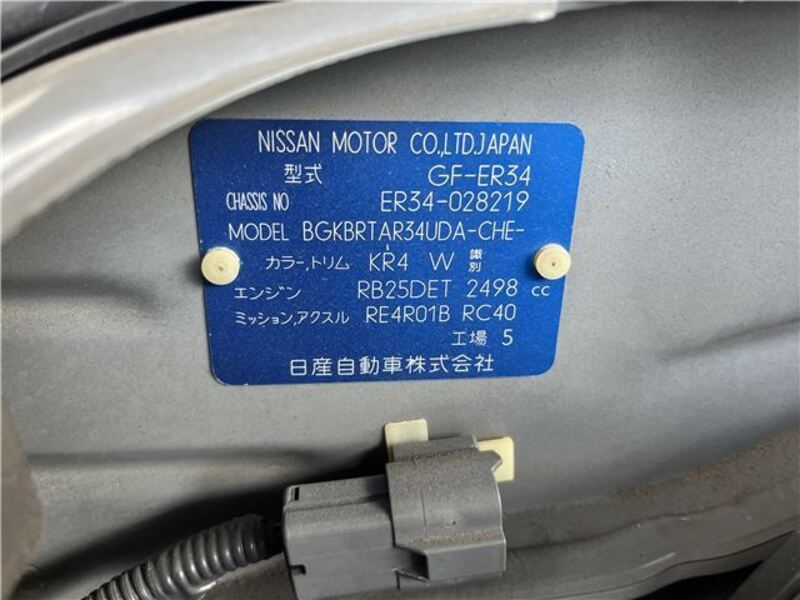 NISSAN MOTOR CO.,LTD.JAPAN
型式 GF-ER34
CHASSIS NO ER34-028219
MODEL BGKBRTAR34UDA-CHE-
カラー,トリム KR4 W 識別
エンジン RB25DET 2498 cc
ミッション,アクスル RE4R01B RC40
工場 5
日産自動車株式会社